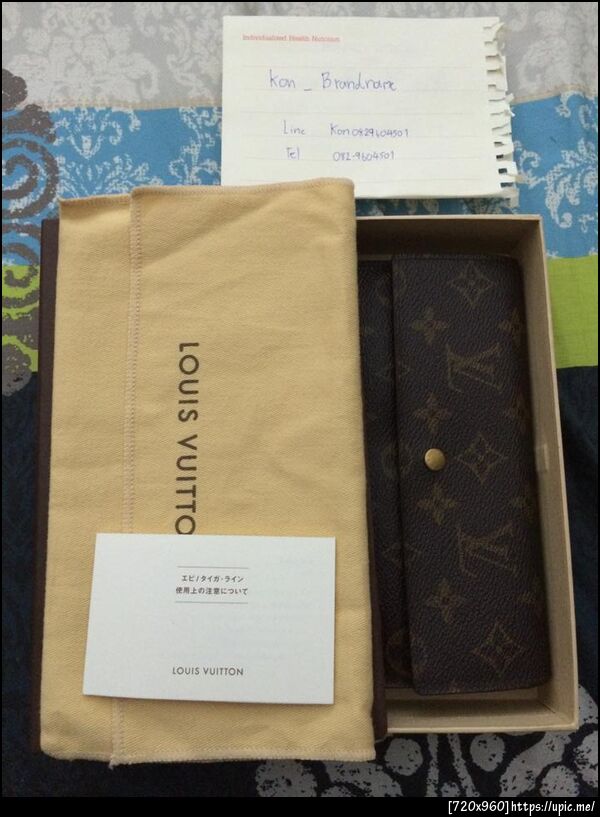 Individualized Health Nutrition
Kon _ Brandname
Line Kon0829604501
Tel 082-9604501
LOUIS VUITTO
エピ/タイガ・ライン
使用上の注意について
LOUIS VUITTON
[720x960]https://upic.me/